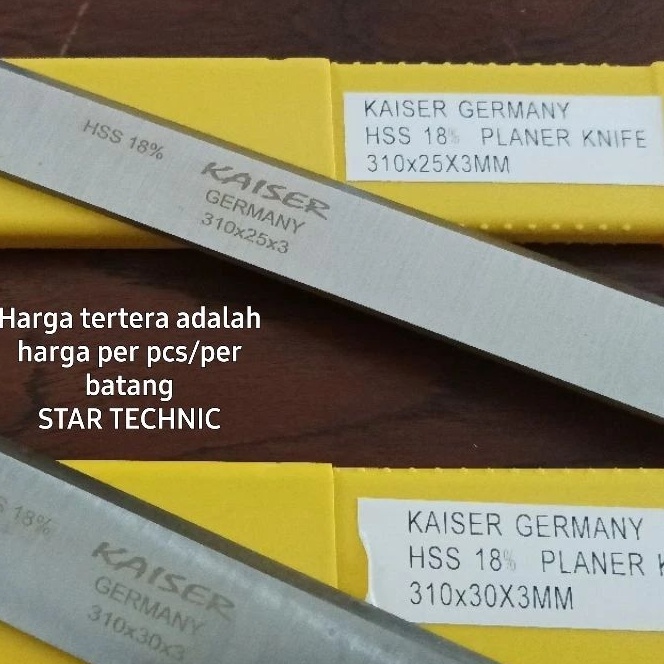 HSS 18%
KAISER
GERMANY
310x25x3
KAISER GERMANY
HSS 18% PLANER KNIFE
310x25X3MM
Harga tertera adalah
harga per pcs/per
batang
STAR TECHNIC
18%
KAISER
GERMANY
310x30x3
KAISER GERMANY
HSS 18% PLANER
310x30X3MM